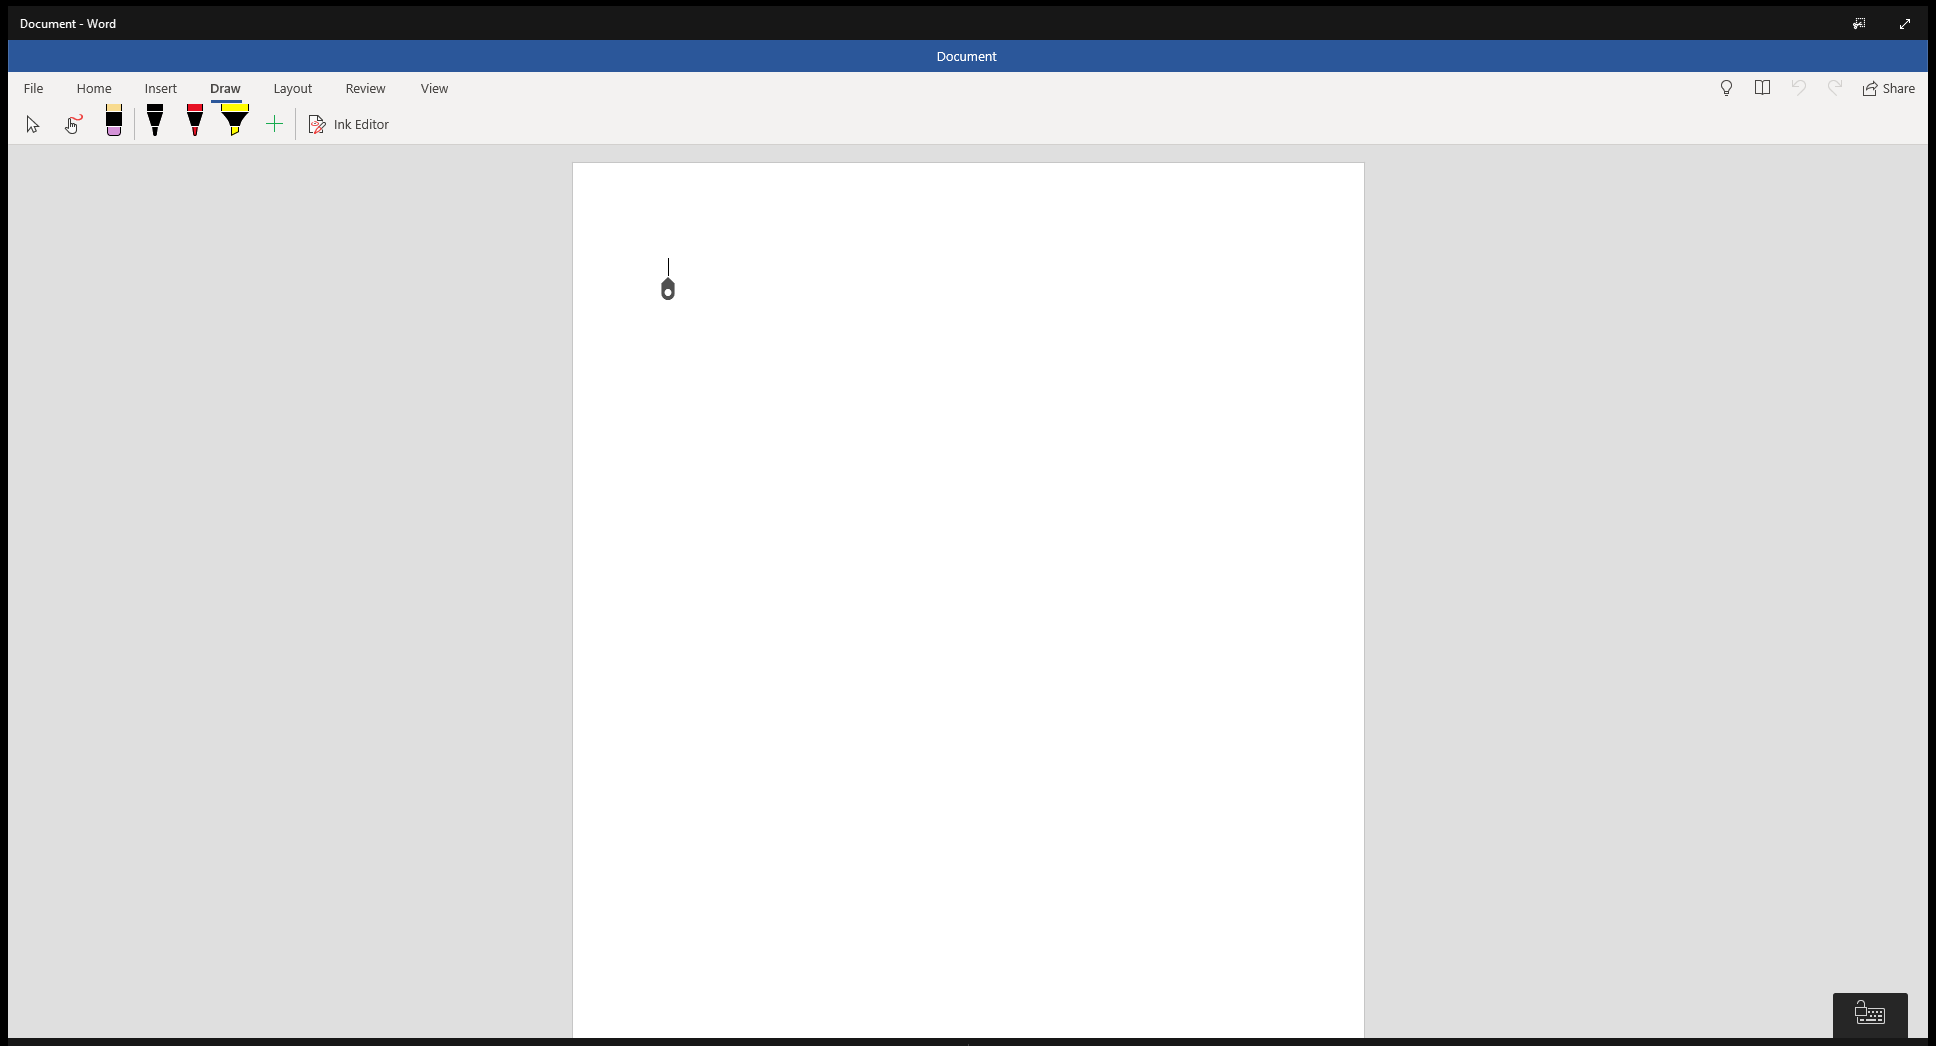 Document - Word
Document
File Home Insert Draw Layout Review View Share
Ink Editor